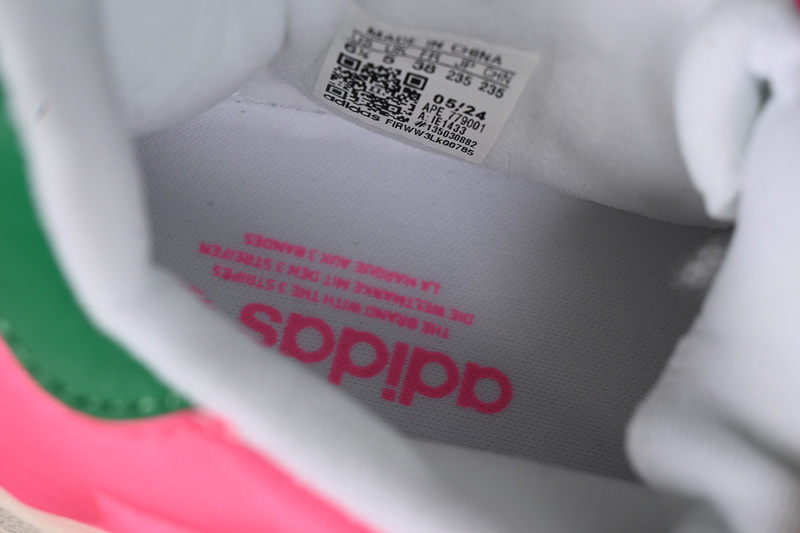 MADE IN CHINA
US UK FR JP CHN
6½ 5 38 235 235
05/24
APE 779001
A: IE1433
#135030882
adidas FIRWW3LK00785
adidas
THE BRAND WITH THE 3 STRIPES
DIE WELTMARKE MIT DEN 3 STREIFEN
LA MARQUE AUX 3 BANDES